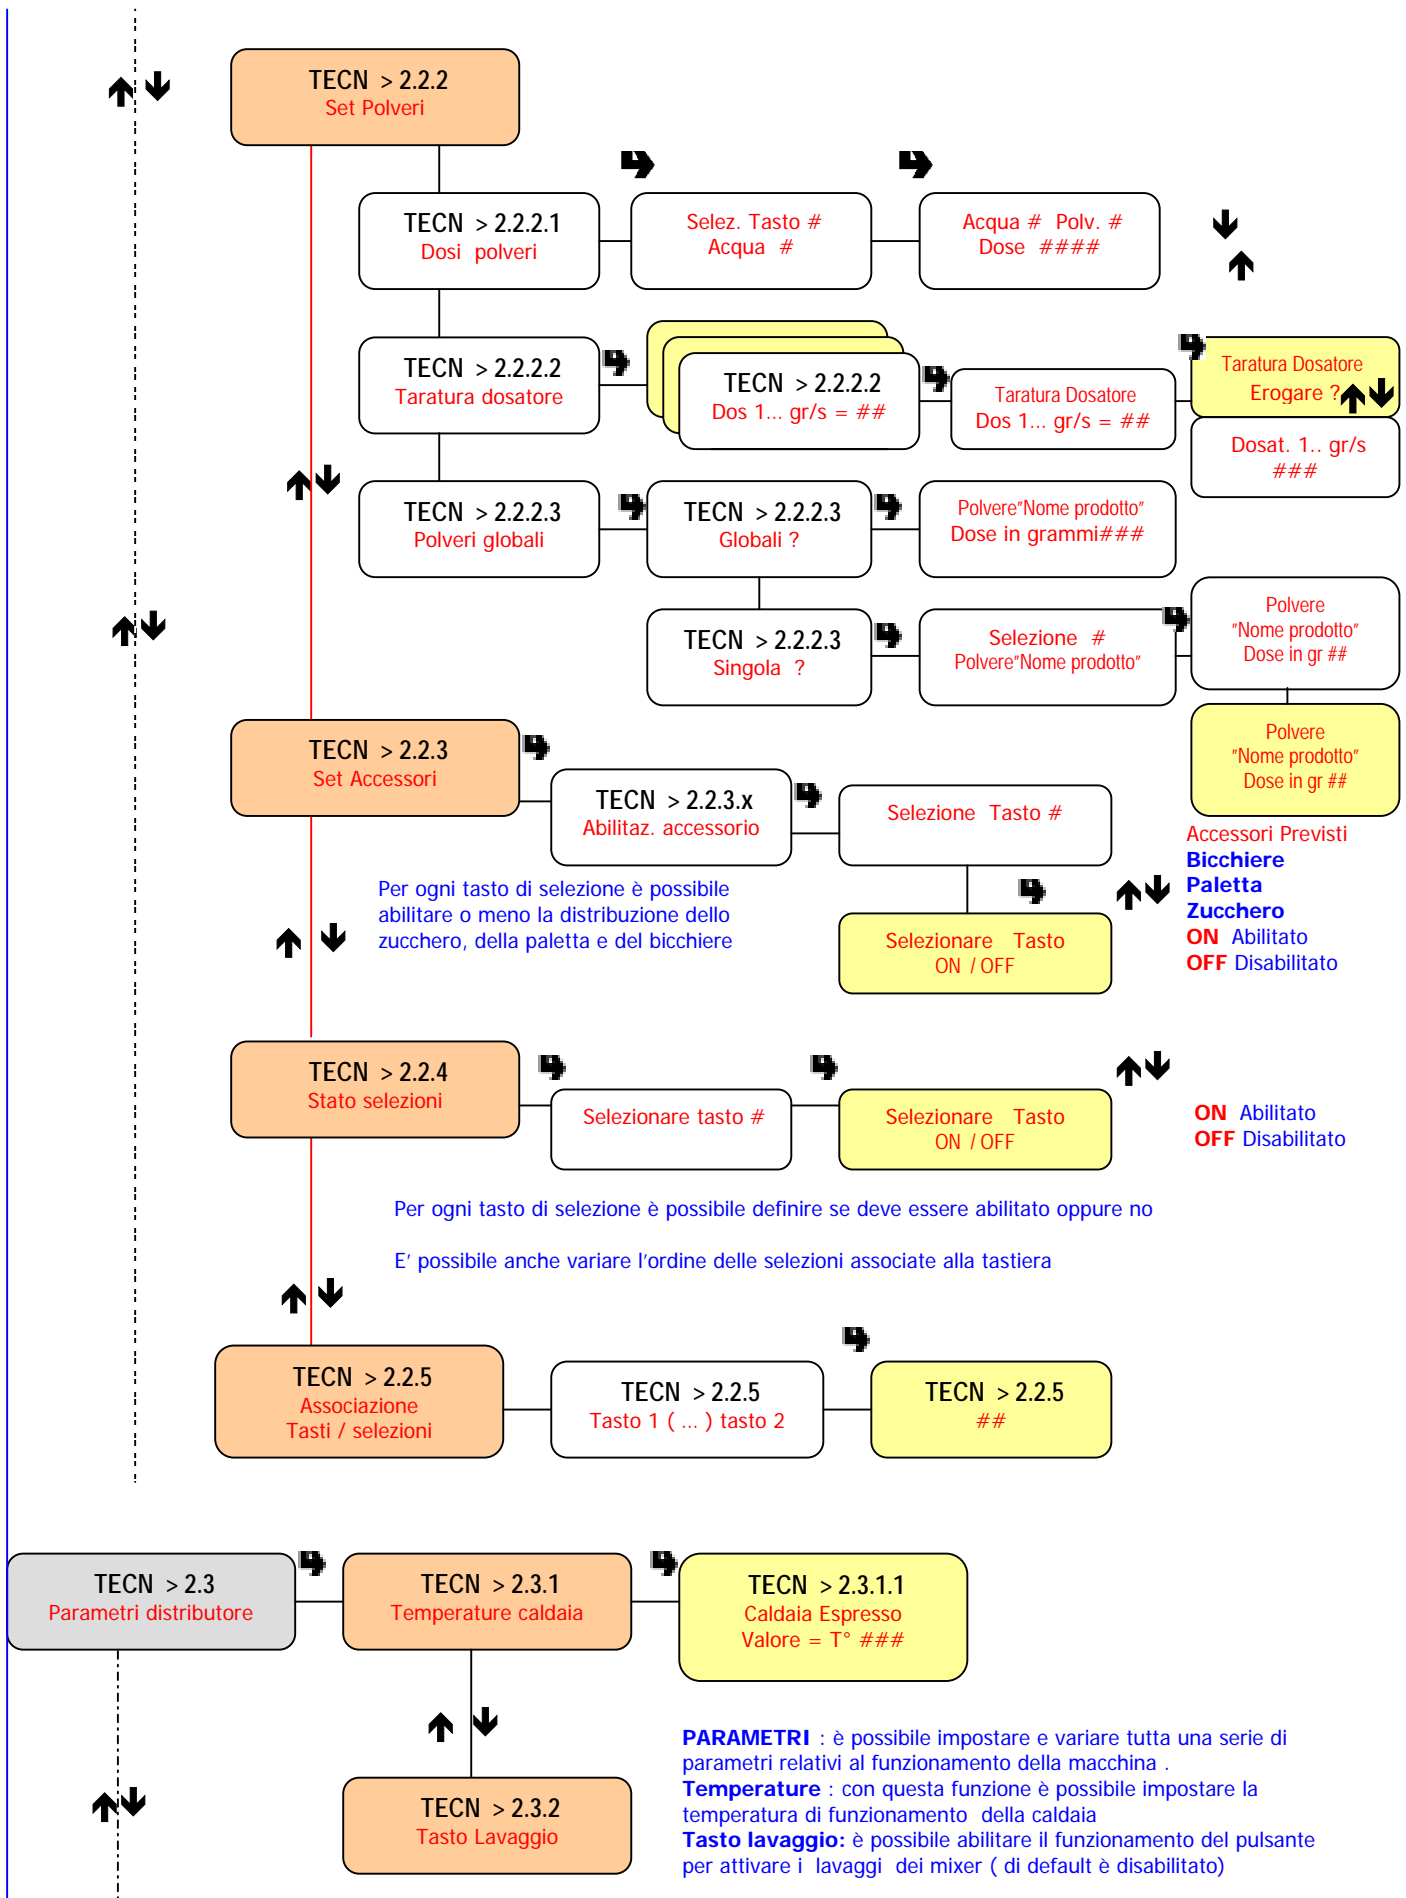 TECN > 2.2.2
Set Polveri
TECN > 2.2.2.1
Dosi polveri
Selez. Tasto #
Acqua #
Acqua # Polv. #
Dose ####
TECN > 2.2.2.2
Taratura dosatore
TECN > 2.2.2.2
Dos 1... gr/s = ##
Taratura Dosatore
Dos 1... gr/s = ##
Taratura Dosatore
Erogare ?
Dosat. 1.. gr/s
###
TECN > 2.2.2.3
Polveri globali
TECN > 2.2.2.3
Globali ?
Polvere"Nome prodotto"
Dose in grammi###
TECN > 2.2.2.3
Singola ?
Selezione #
Polvere"Nome prodotto"
Polvere
"Nome prodotto"
Dose in gr ##
Polvere
"Nome prodotto"
Dose in gr ##
TECN > 2.2.3
Set Accessori
TECN > 2.2.3.x
Abilitaz. accessorio
Selezione Tasto #
Selezionare Tasto
ON / OFF
Accessori Previsti
Bicchiere
Paletta
Zucchero
ON Abilitato
OFF Disabilitato
Per ogni tasto di selezione è possibile
abilitare o meno la distribuzione dello
zucchero, della paletta e del bicchiere
TECN > 2.2.4
Stato selezioni
Selezionare tasto #
Selezionare Tasto
ON / OFF
ON Abilitato
OFF Disabilitato
Per ogni tasto di selezione è possibile definire se deve essere abilitato oppure no
E' possibile anche variare l'ordine delle selezioni associate alla tastiera
TECN > 2.2.5
Associazione
Tasti / selezioni
TECN > 2.2.5
Tasto 1 ( ... ) tasto 2
TECN > 2.2.5
##
TECN > 2.3
Parametri distributore
TECN > 2.3.1
Temperature caldaia
TECN > 2.3.1.1
Caldaia Espresso
Valore = T° ###
TECN > 2.3.2
Tasto Lavaggio
PARAMETRI : è possibile impostare e variare tutta una serie di
parametri relativi al funzionamento della macchina .
Temperature : con questa funzione è possibile impostare la
temperatura di funzionamento della caldaia
Tasto lavaggio: è possibile abilitare il funzionamento del pulsante
per attivare i lavaggi dei mixer ( di default è disabilitato)